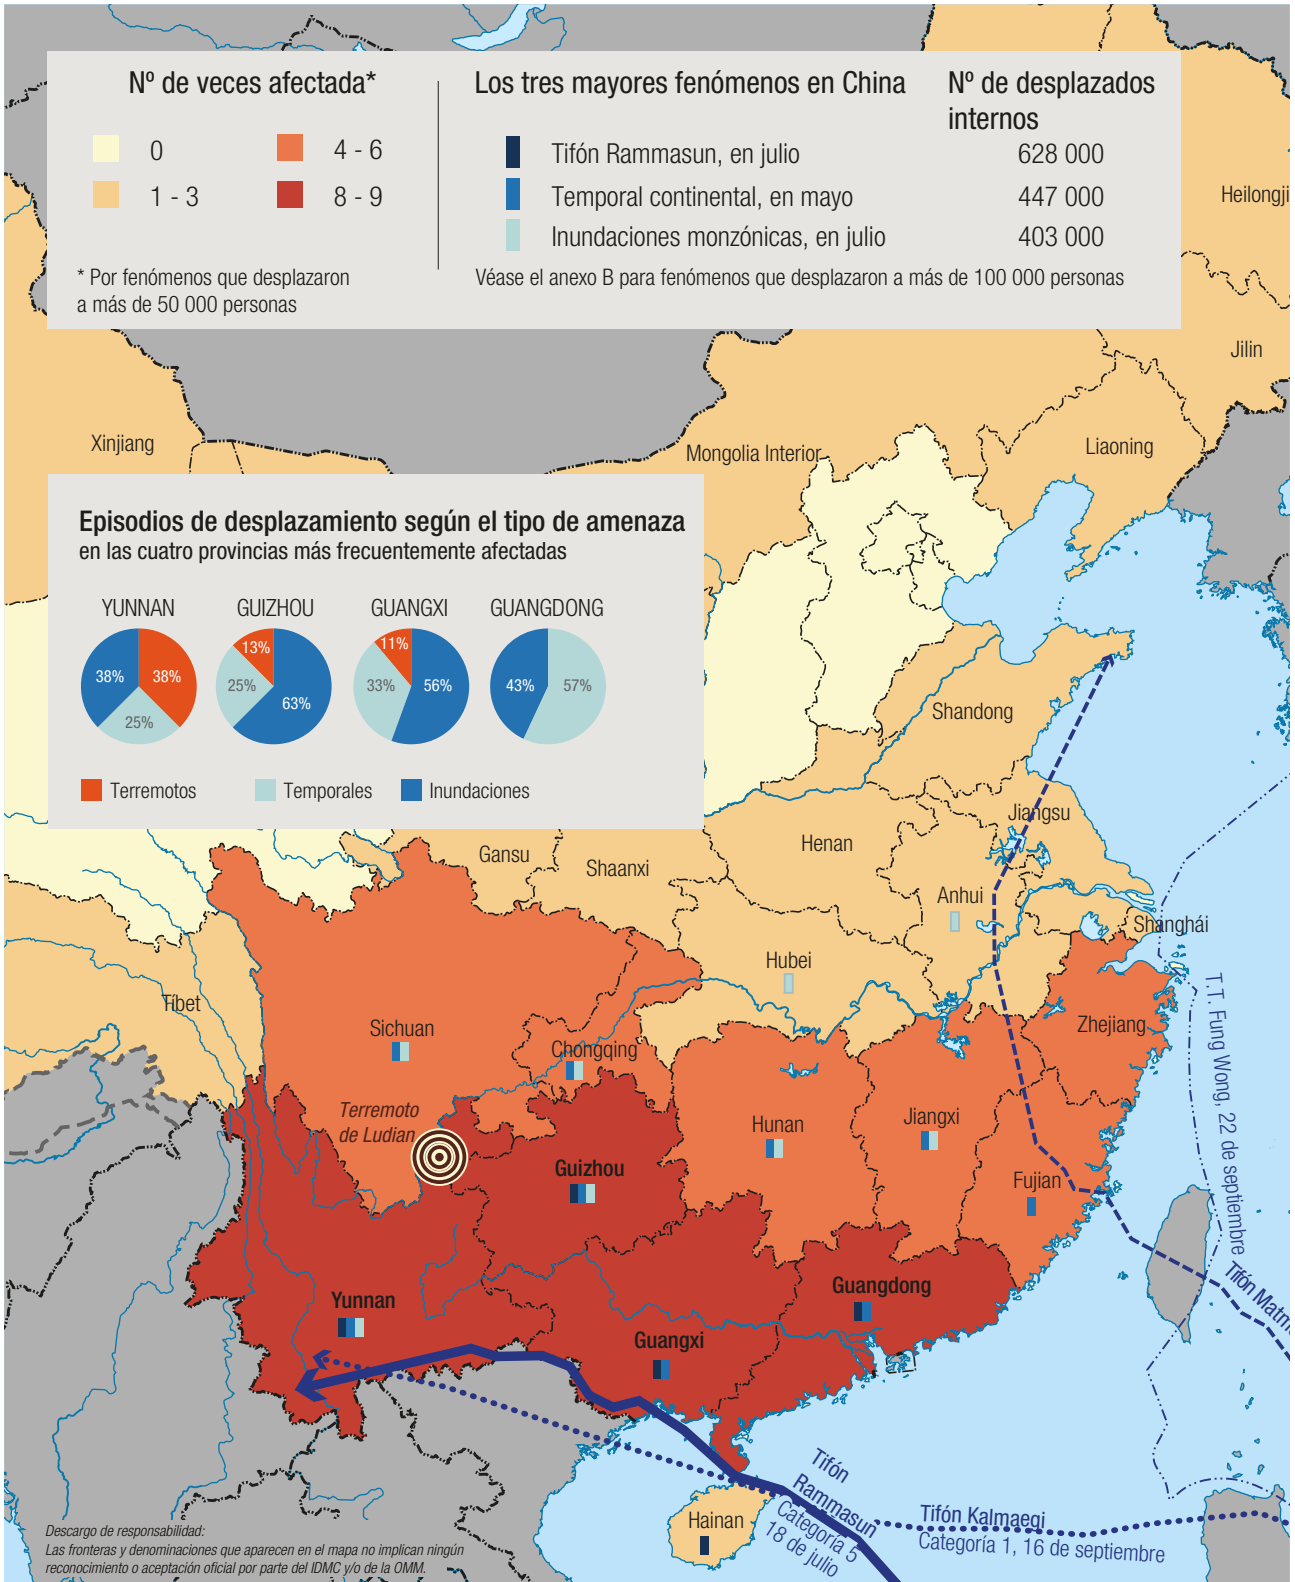 Nº de veces afectada*
0
4 - 6
1 - 3
8 - 9
* Por fenómenos que desplazaron
a más de 50 000 personas
Los tres mayores fenómenos en China
Nº de desplazados
internos
Tifón Rammasun, en julio 628 000
Temporal continental, en mayo 447 000
Inundaciones monzónicas, en julio 403 000
Véase el anexo B para fenómenos que desplazaron a más de 100 000 personas
Heilongji
Jilin
Xinjiang
Mongolia Interior
Liaoning
Episodios de desplazamiento según el tipo de amenaza
en las cuatro provincias más frecuentemente afectadas
YUNNAN GUIZHOU GUANGXI GUANGDONG
38% 38% 25%
13% 25% 63%
11% 33% 56%
43% 57%
Terremotos Temporales Inundaciones
Shandong
Jiangsu
Henan
Gansu
Shaanxi
Anhui
Shanghái
Hubei
Tíbet
Sichuan
Chongqing
Zhejiang
T.T. Fung Wong, 22 de septiembre
Terremoto
de Ludian
Hunan
Jiangxi
Guizhou
Fujian
Guangdong
Tifón Matm
Yunnan
Guangxi
Tifón
Rammasun
Categoría 5
18 de julio
Tifón Kalmaeqi
Categoría 1, 16 de septiembre
Hainan
Descargo de responsabilidad:
Las fronteras y denominaciones que aparecen en el mapa no implican ningún
reconocimiento o aceptación oficial por parte del IDMC y/o de la OMM.